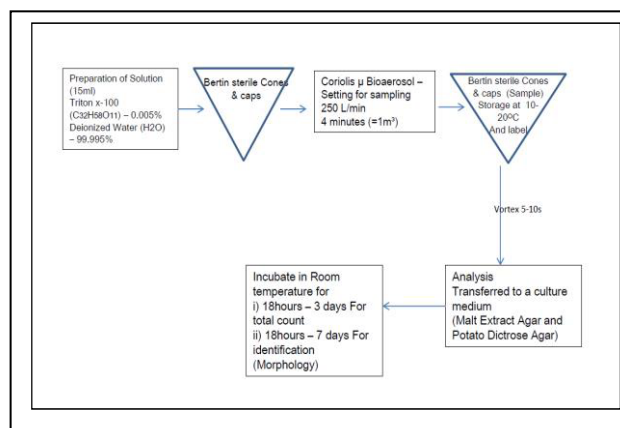 Preparation of Solution
(15ml)
Triton x-100
(C32H58O11) – 0.005%
Deionized Water (H2O)
– 99.995%
Bertin sterile Cones
& caps
Coriolis µ Bioaerosol –
Setting for sampling
250 L/min
4 minutes (=1m³)
Bertin sterile Cones
& caps (Sample)
Storage at 10-
20ºC
And label
Vortex 5-10s
Analysis
Transferred to a culture
medium
(Malt Extract Agar and
Potato Dictrose Agar)
Incubate in Room
temperature for
i) 18hours – 3 days For
total count
ii) 18hours – 7 days For
identification
(Morphology)